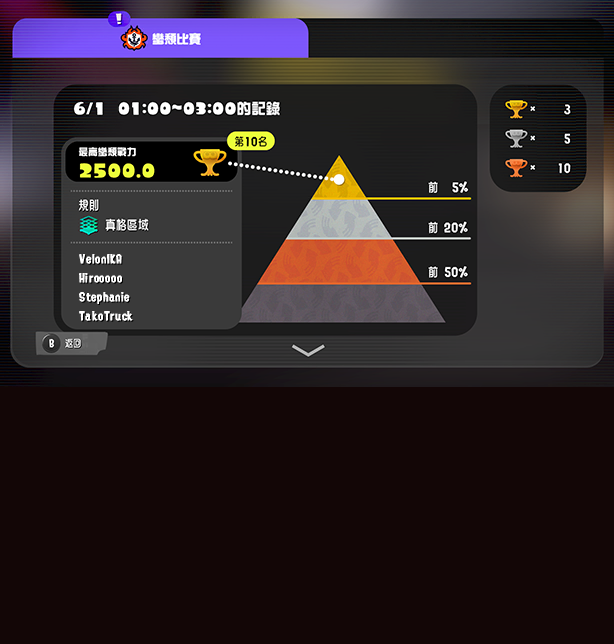 !
蠻頹比賽
6/1 01:00~03:00的記錄
× 3
× 5
× 10
最高蠻頹戰力
2500.0
第10名
規則
真格區域
VelonIKA
Hirooooo
Stephanie
TakoTruck
前 5%
前 20%
前 50%
B 返回